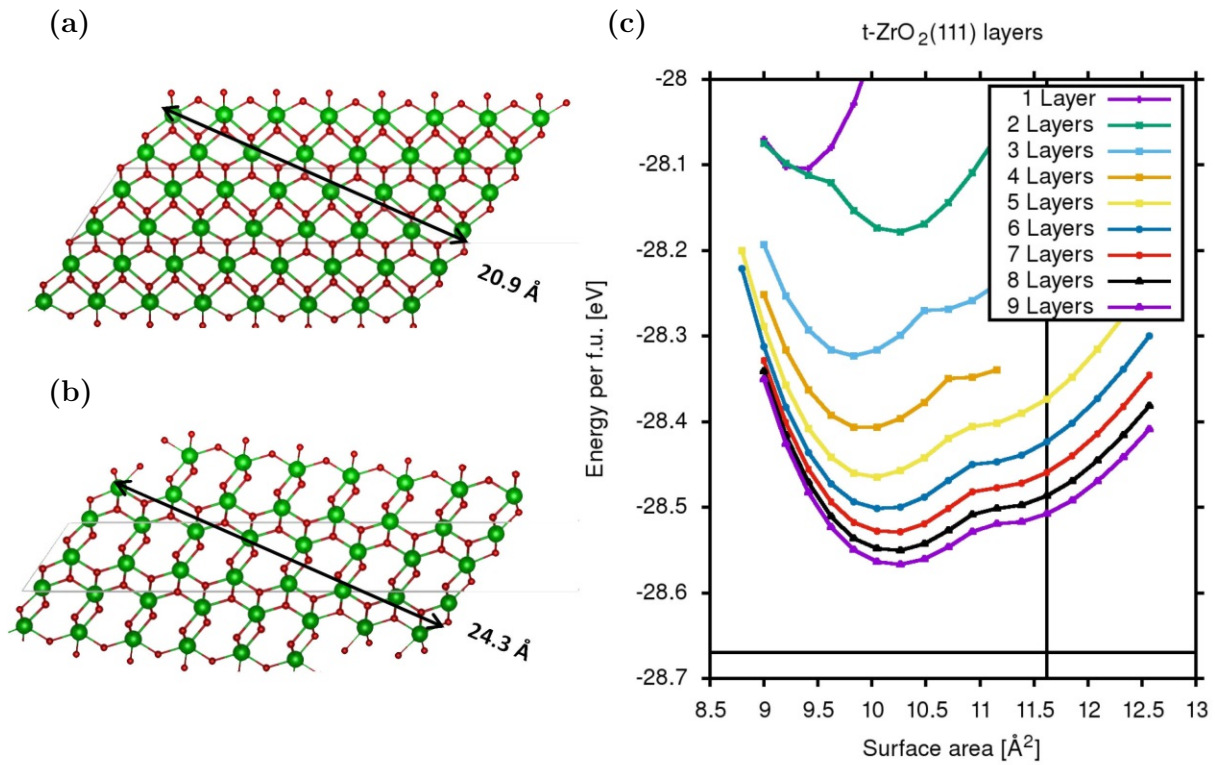 (a)
20.9 Å
(b)
24.3 Å
(c)
t-ZrO₂(111) layers
Energy per f.u. [eV]
-28
-28.1
-28.2
-28.3
-28.4
-28.5
-28.6
-28.7
1 Layer
2 Layers
3 Layers
4 Layers
5 Layers
6 Layers
7 Layers
8 Layers
9 Layers
8.5 9 9.5 10 10.5 11 11.5 12 12.5 13
Surface area [Å²]